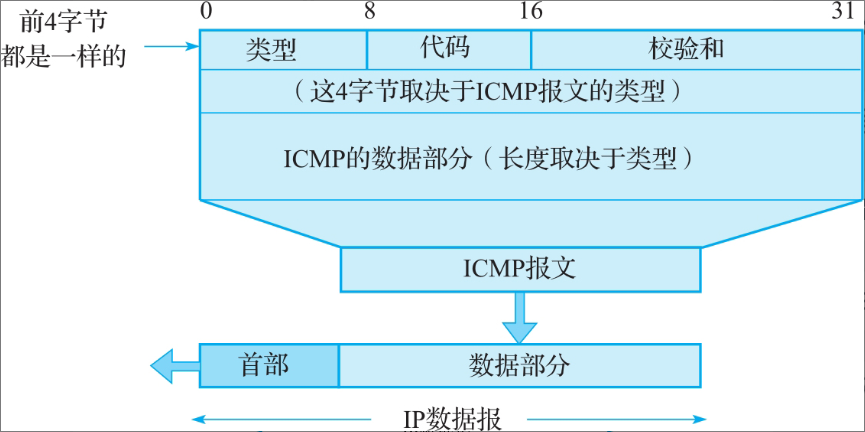 0 8 16 31
前4字节
都是一样的
类型 代码 校验和
（这4字节取决于ICMP报文的类型）
ICMP的数据部分（长度取决于类型）
ICMP报文
首部 数据部分
IP数据报